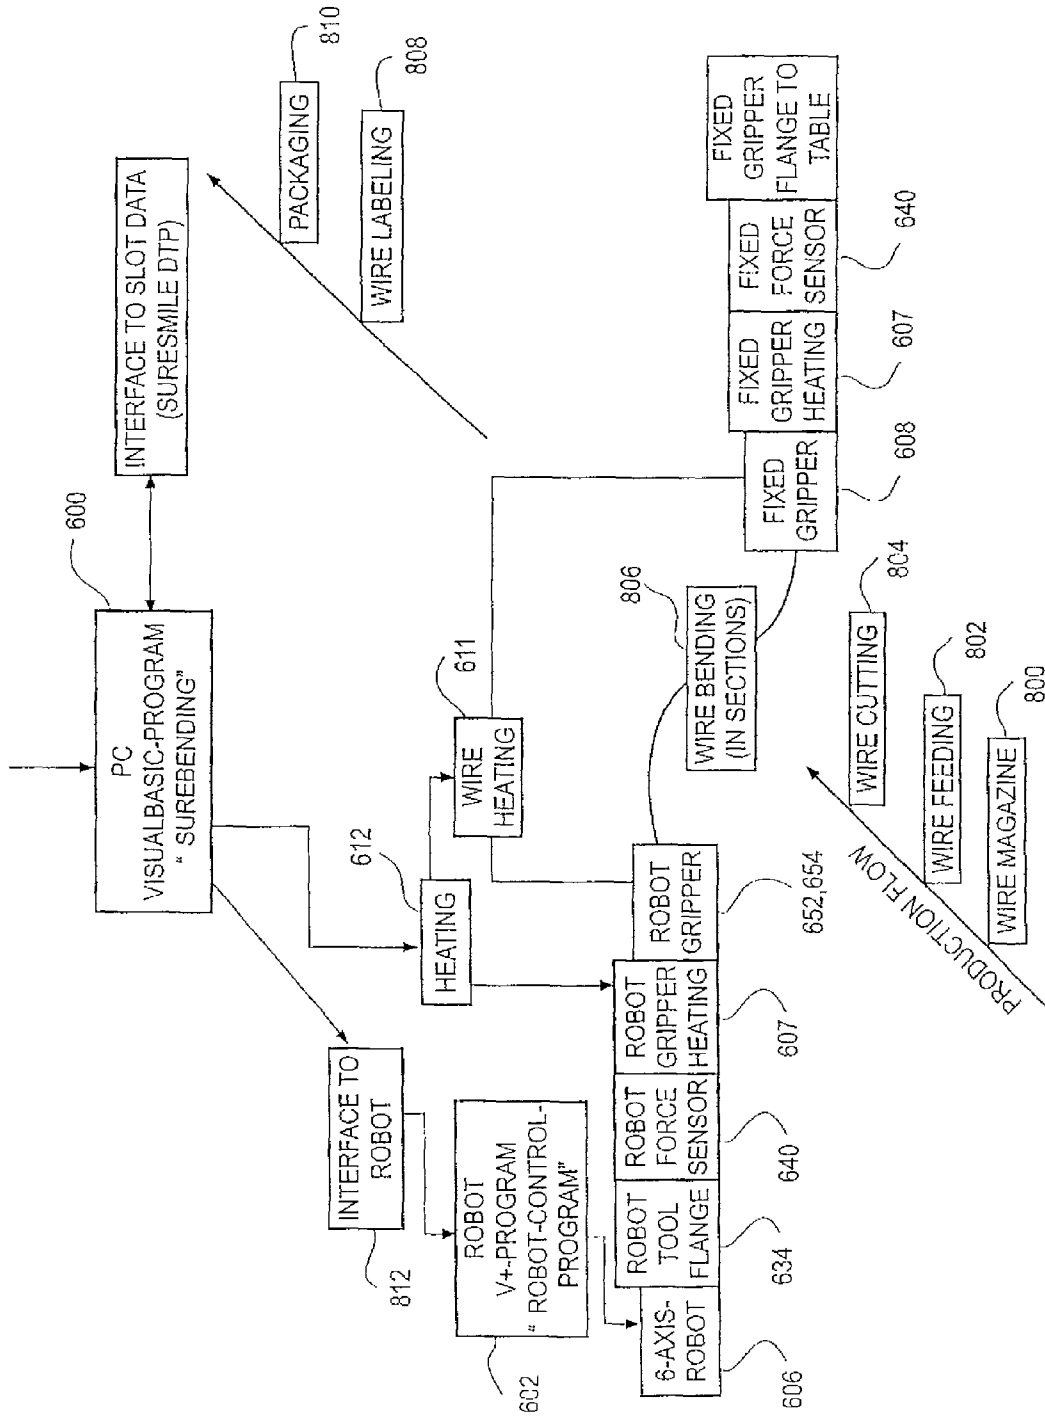 600
PC
VISUALBASIC-PROGRAM
" SUREBENDING"
INTERFACE TO SLOT DATA
(SURESMILE DTP)
812
INTERFACE TO
ROBOT
602
ROBOT
V+-PROGRAM
" ROBOT-CONTROL-
PROGRAM"
612
HEATING
611
WIRE
HEATING
PACKAGING
810
WIRE LABELING
808
6-AXIS-
ROBOT
606
ROBOT
TOOL
FLANGE
634
ROBOT
FORCE
SENSOR
640
ROBOT
GRIPPER
HEATING
607
ROBOT
GRIPPER
652,654
806
WIRE BENDING
(IN SECTIONS)
FIXED
GRIPPER
608
FIXED
GRIPPER
HEATING
607
FIXED
FORCE
SENSOR
640
FIXED
GRIPPER
FLANGE TO
TABLE
PRODUCTION FLOW
WIRE CUTTING
804
WIRE FEEDING
802
WIRE MAGAZINE
800